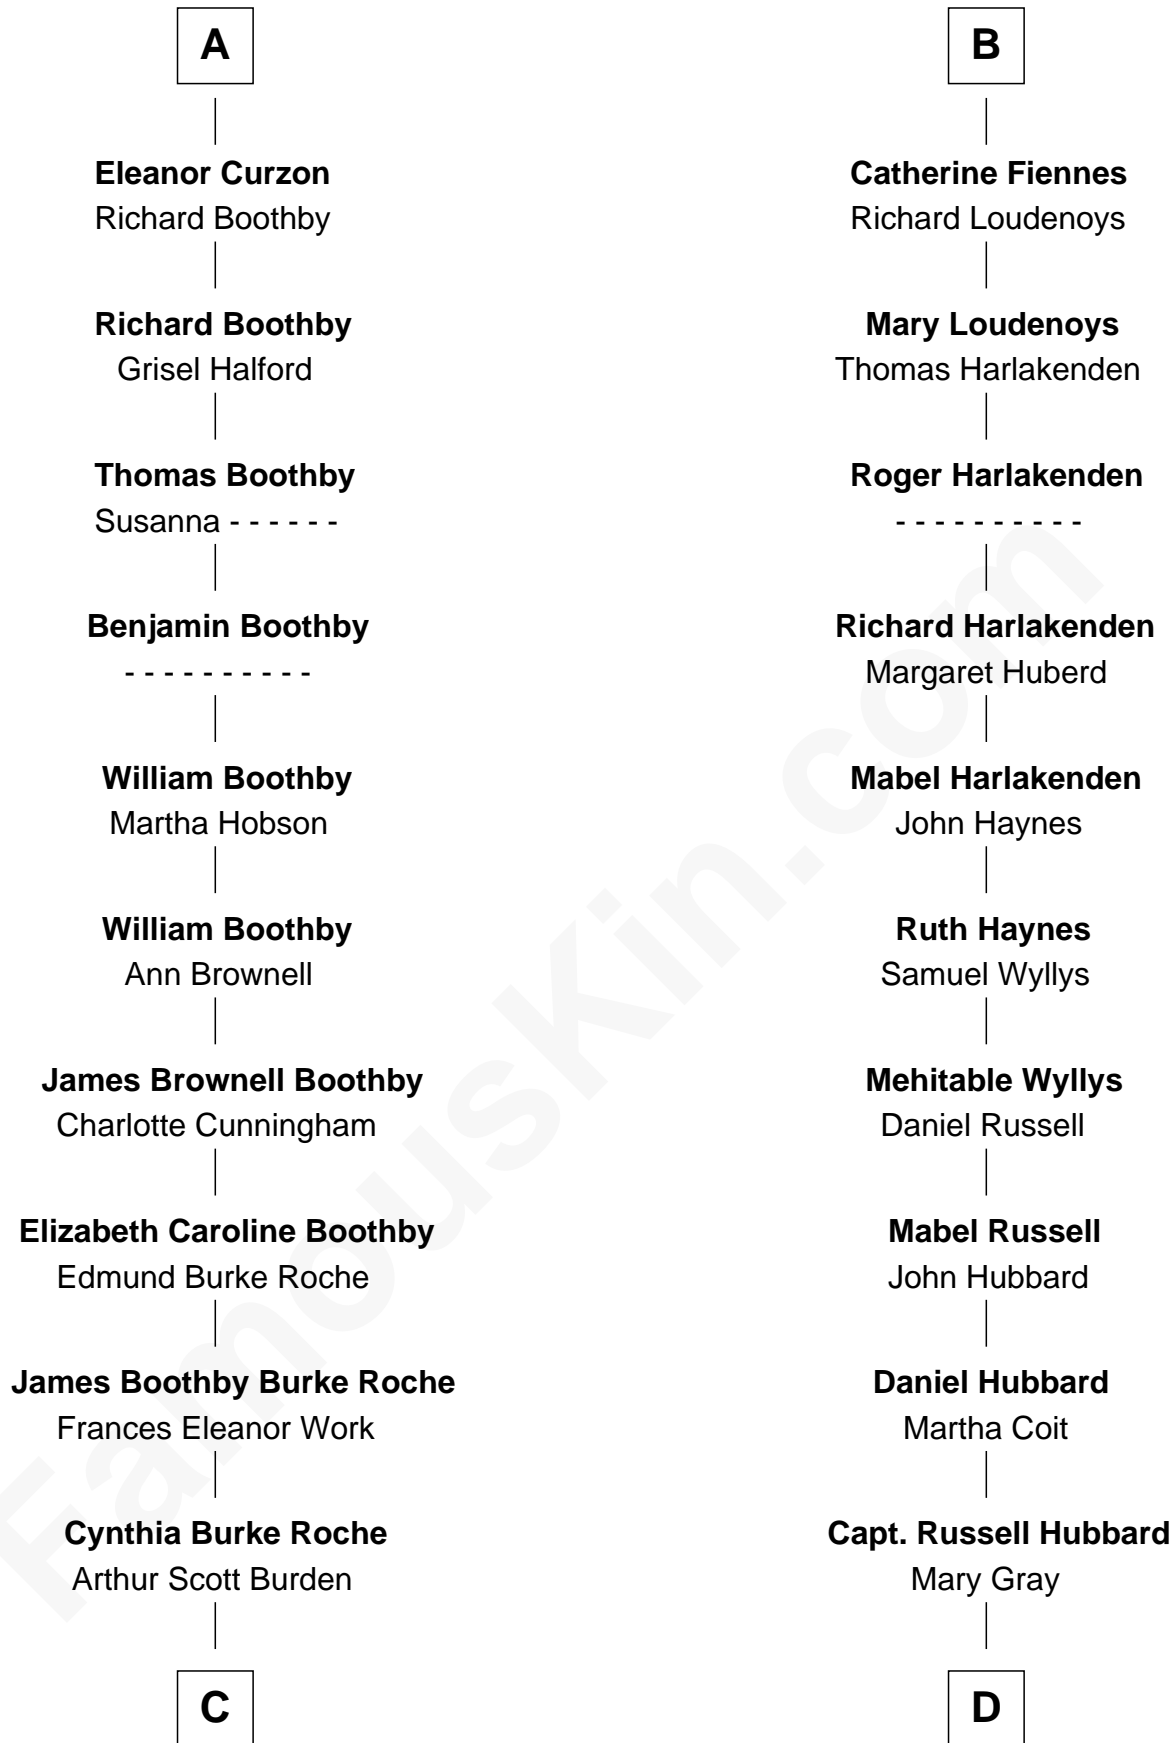 A
Eleanor Curzon
Richard Boothby
Richard Boothby
Grisel Halford
Thomas Boothby
Susanna - - - - - -
Benjamin Boothby
- - - - - - - - - -
William Boothby
Martha Hobson
William Boothby
Ann Brownell
James Brownell Boothby
Charlotte Cunningham
Elizabeth Caroline Boothby
Edmund Burke Roche
James Boothby Burke Roche
Frances Eleanor Work
Cynthia Burke Roche
Arthur Scott Burden
C
B
Catherine Fiennes
Richard Loudenoys
Mary Loudenoys
Thomas Harlakenden
Roger Harlakenden
- - - - - - - - - -
Richard Harlakenden
Margaret Huberd
Mabel Harlakenden
John Haynes
Ruth Haynes
Samuel Wyllys
Mehitable Wyllys
Daniel Russell
Mabel Russell
John Hubbard
Daniel Hubbard
Martha Coit
Capt. Russell Hubbard
Mary Gray
D
FamousKin.com